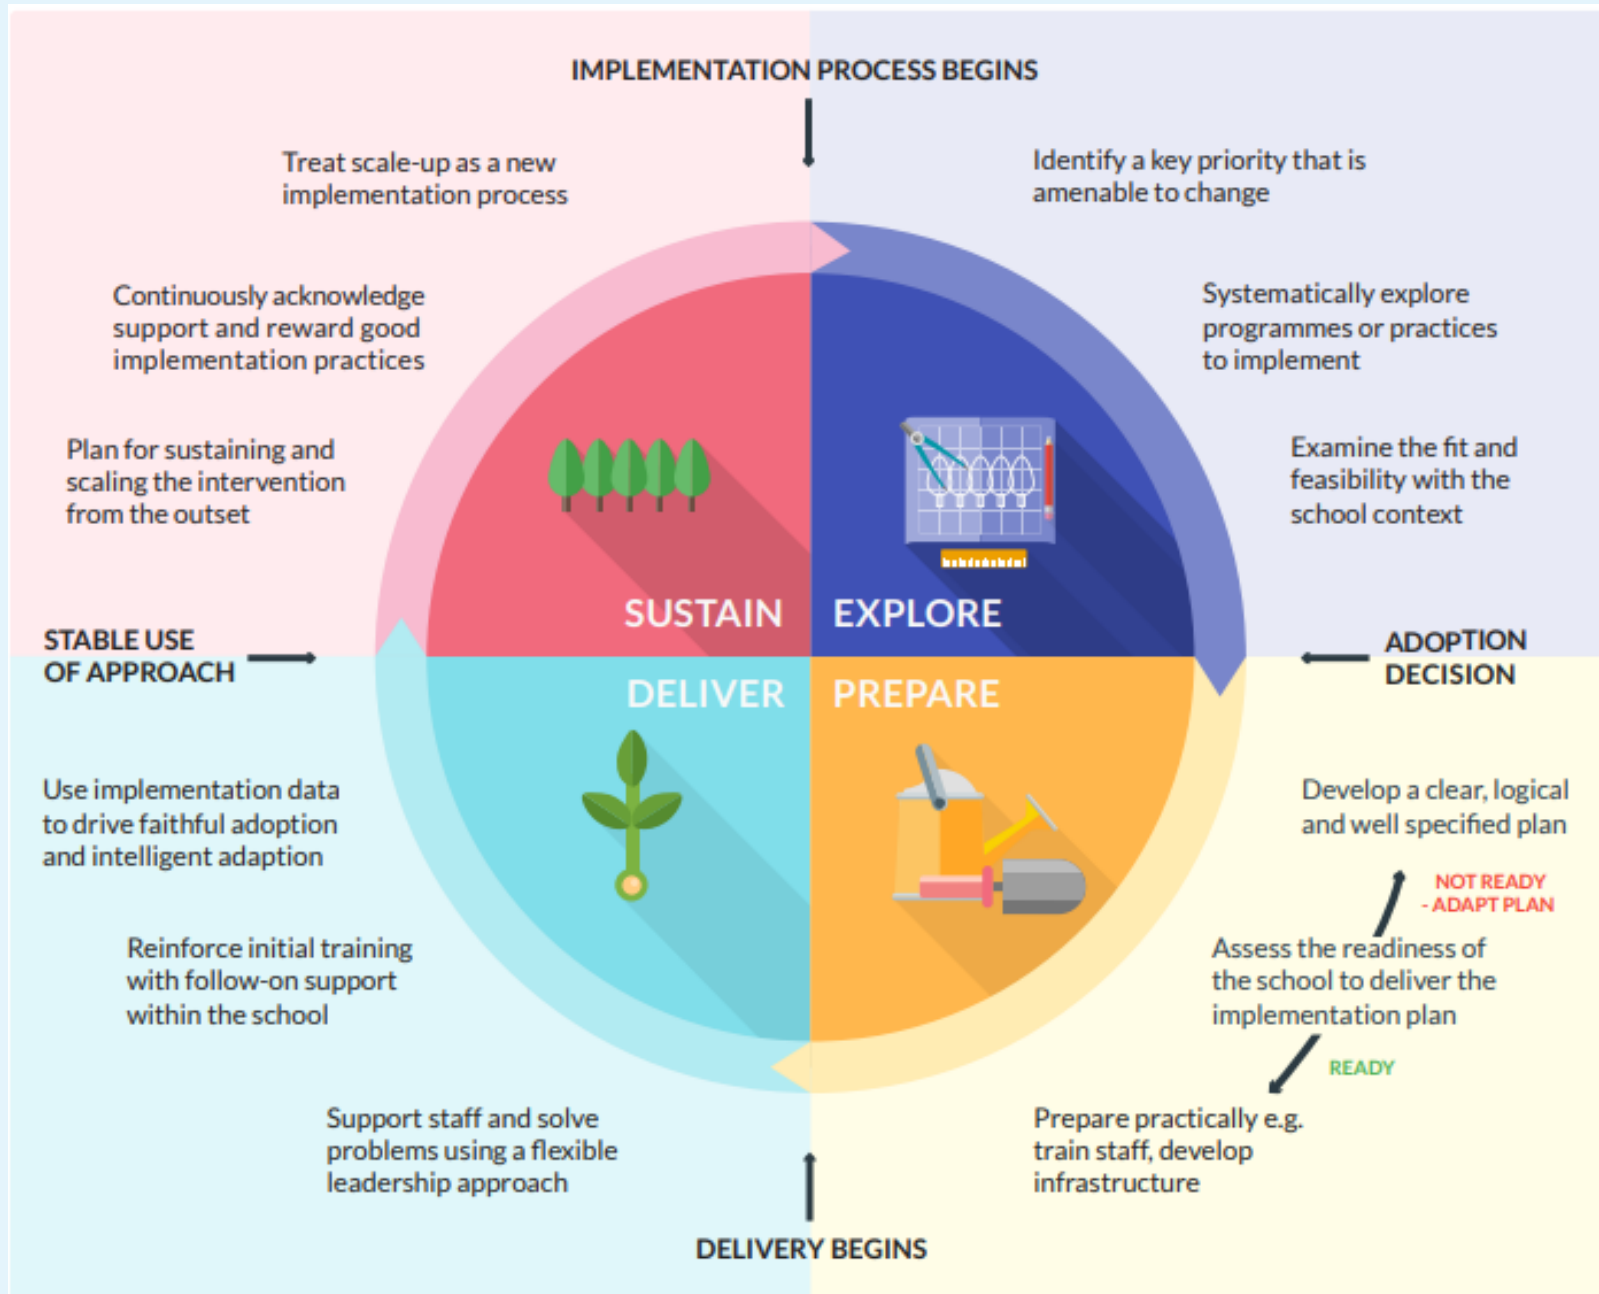 IMPLEMENTATION PROCESS BEGINS
Identify a key priority that is
amenable to change
Systematically explore
programmes or practices
to implement
Examine the fit and
feasibility with the
school context
EXPLORE
ADOPTION
DECISION
PREPARE
Develop a clear, logical
and well specified plan
NOT READY
- ADAPT PLAN
Assess the readiness of
the school to deliver the
implementation plan
READY
Prepare practically e.g.
train staff, develop
infrastructure
DELIVERY BEGINS
DELIVER
Support staff and solve
problems using a flexible
leadership approach
Reinforce initial training
with follow-on support
within the school
Use implementation data
to drive faithful adoption
and intelligent adaption
STABLE USE
OF APPROACH
SUSTAIN
Plan for sustaining and
scaling the intervention
from the outset
Continuously acknowledge
support and reward good
implementation practices
Treat scale-up as a new
implementation process